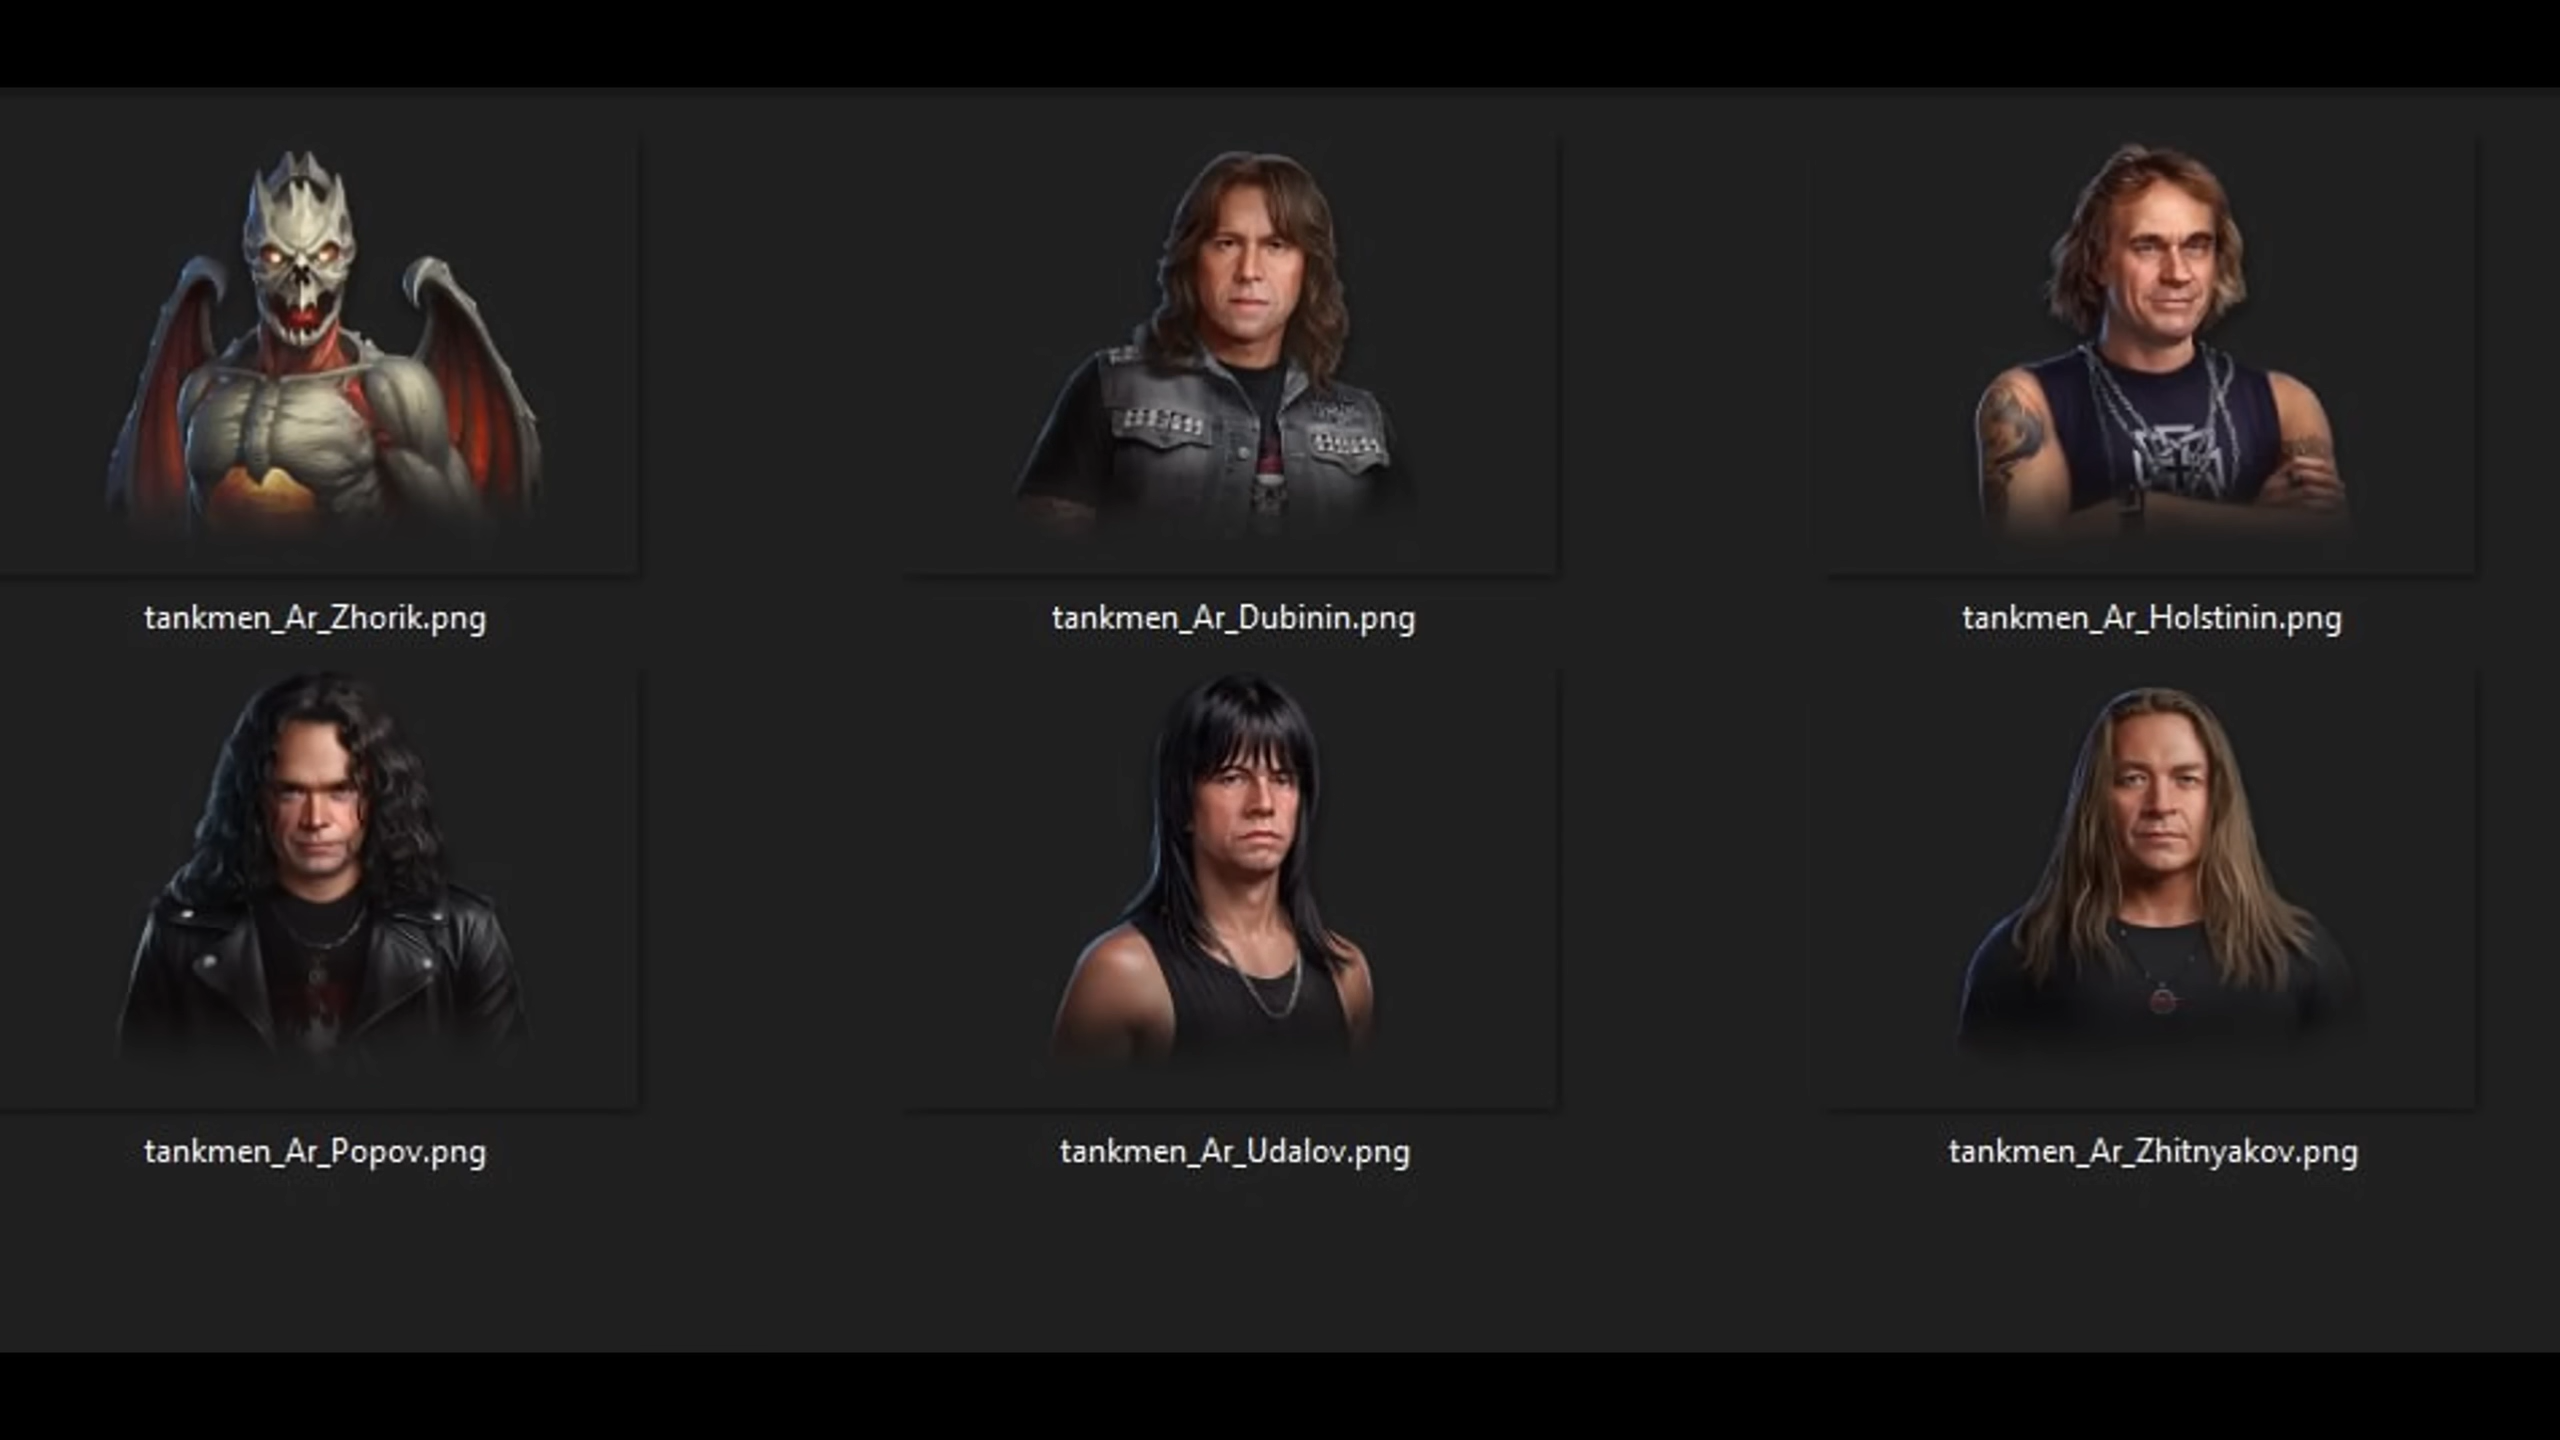 tankmen_Ar_Zhorik.png
tankmen_Ar_Dubinin.png
tankmen_Ar_Holstinin.png
tankmen_Ar_Popov.png
tankmen_Ar_Udalov.png
tankmen_Ar_Zhitnyakov.png